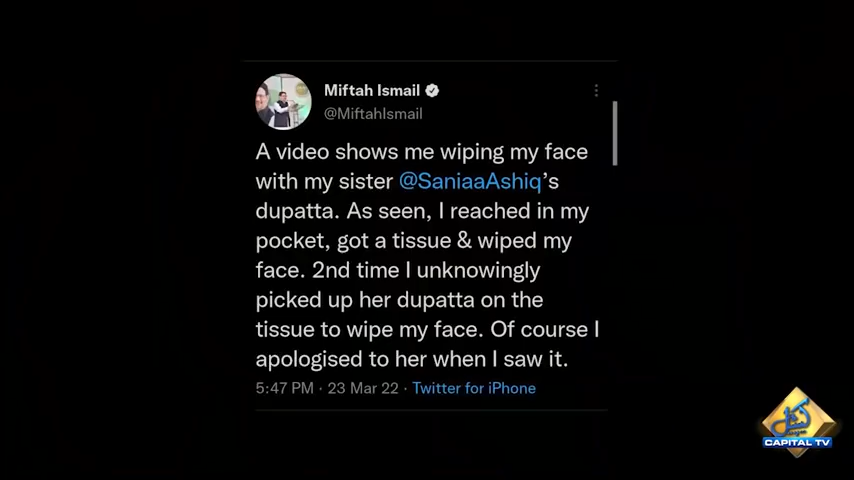 Miftah Ismail
@MiftahIsmail
A video shows me wiping my face
with my sister @SaniaaAshiq's
dupatta. As seen, I reached in my
pocket, got a tissue & wiped my
face. 2nd time I unknowingly
picked up her dupatta on the
tissue to wipe my face. Of course I
apologised to her when I saw it.
5:47 PM · 23 Mar 22 · Twitter for iPhone
CAPITAL TV